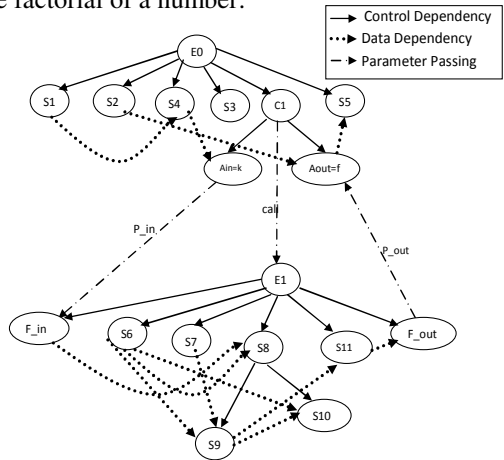 e factorial of a number.
Control Dependency
Data Dependency
Parameter Passing
E0
S1
S2
S4
S3
C1
S5
Ain=k
Aout=f
call
P_in
P_out
E1
F_in
S6
S7
S8
S11
F_out
S10
S9